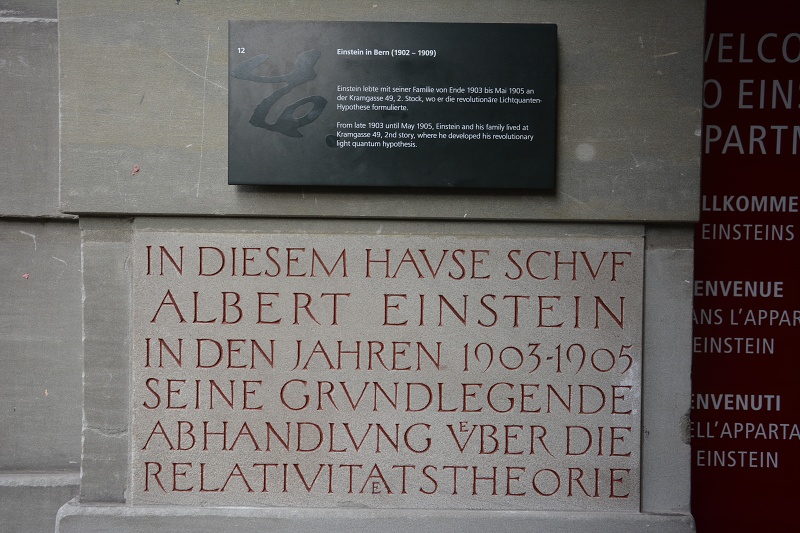 12
Einstein in Bern (1902 – 1909)
Einstein lebte mit seiner Familie von Ende 1903 bis Mai 1905 an
der Kramgasse 49, 2. Stock, wo er die revolutionäre Lichtquanten-
Hypothese formulierte.
From late 1903 until May 1905, Einstein and his family lived at
Kramgasse 49, 2nd story, where he developed his revolutionary
light quantum hypothesis.
IN DIESEM HAVSE SCHVF
ALBERT EINSTEIN
IN DEN JAHREN 1903-1905
SEINE GRVNDLEGENDE
ABHANDLVNG VͤBER DIE
RELATIVITAͤTSTHEORIE
WELCO
O EINS
PARTM
LLKOMME
EINSTEINS
ENVENUE
ANS L'APPAR
EINSTEIN
ENVENUTI
ELL'APPARTA
EINSTEIN